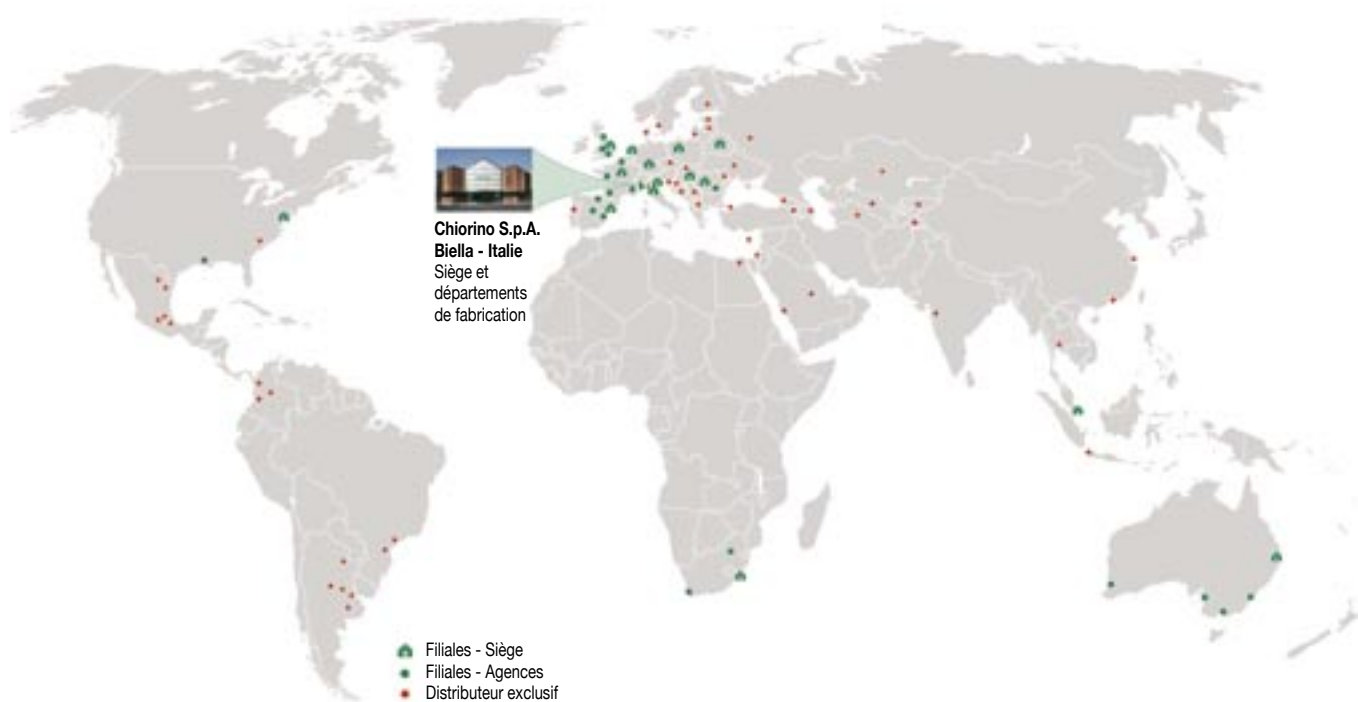 Chiorino S.p.A.
Biella - Italie
Siège et
départements
de fabrication
Filiales - Siège
Filiales - Agences
Distributeur exclusif